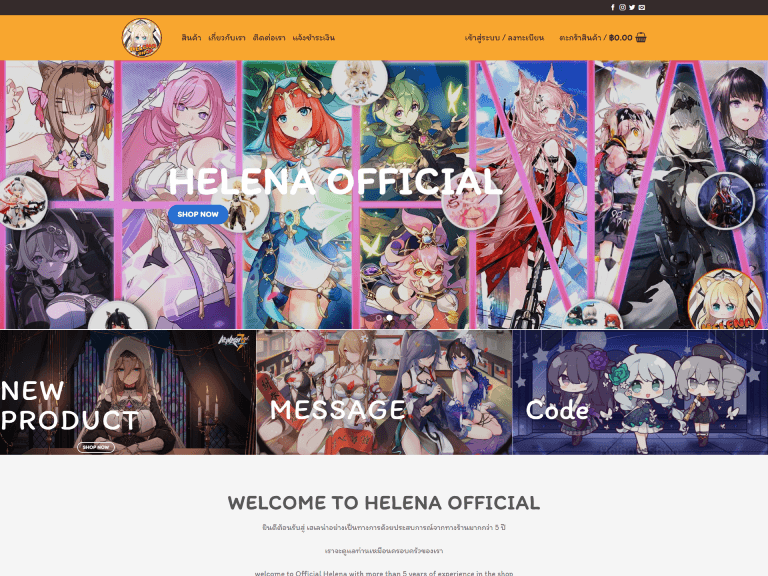 สินค้า เกี่ยวกับเรา ติดต่อเรา แจ้งชำระเงิน
เข้าสู่ระบบ / ลงทะเบียน ตะกร้าสินค้า / ฿0.00
HELENA OFFICIAL
SHOP NOW
NEW
PRODUCT
SHOP NOW
MESSAGE
Code
WELCOME TO HELENA OFFICIAL
ยินดีต้อนรับสู่ เฮเลน่าอย่างเป็นทางการด้วยประสบการณ์จากทางร้านมากกว่า 5 ปี
เราจะดูแลท่านเหมือนครอบครัวของเรา
welcome to Official Helena with more than 5 years of experience in the shop